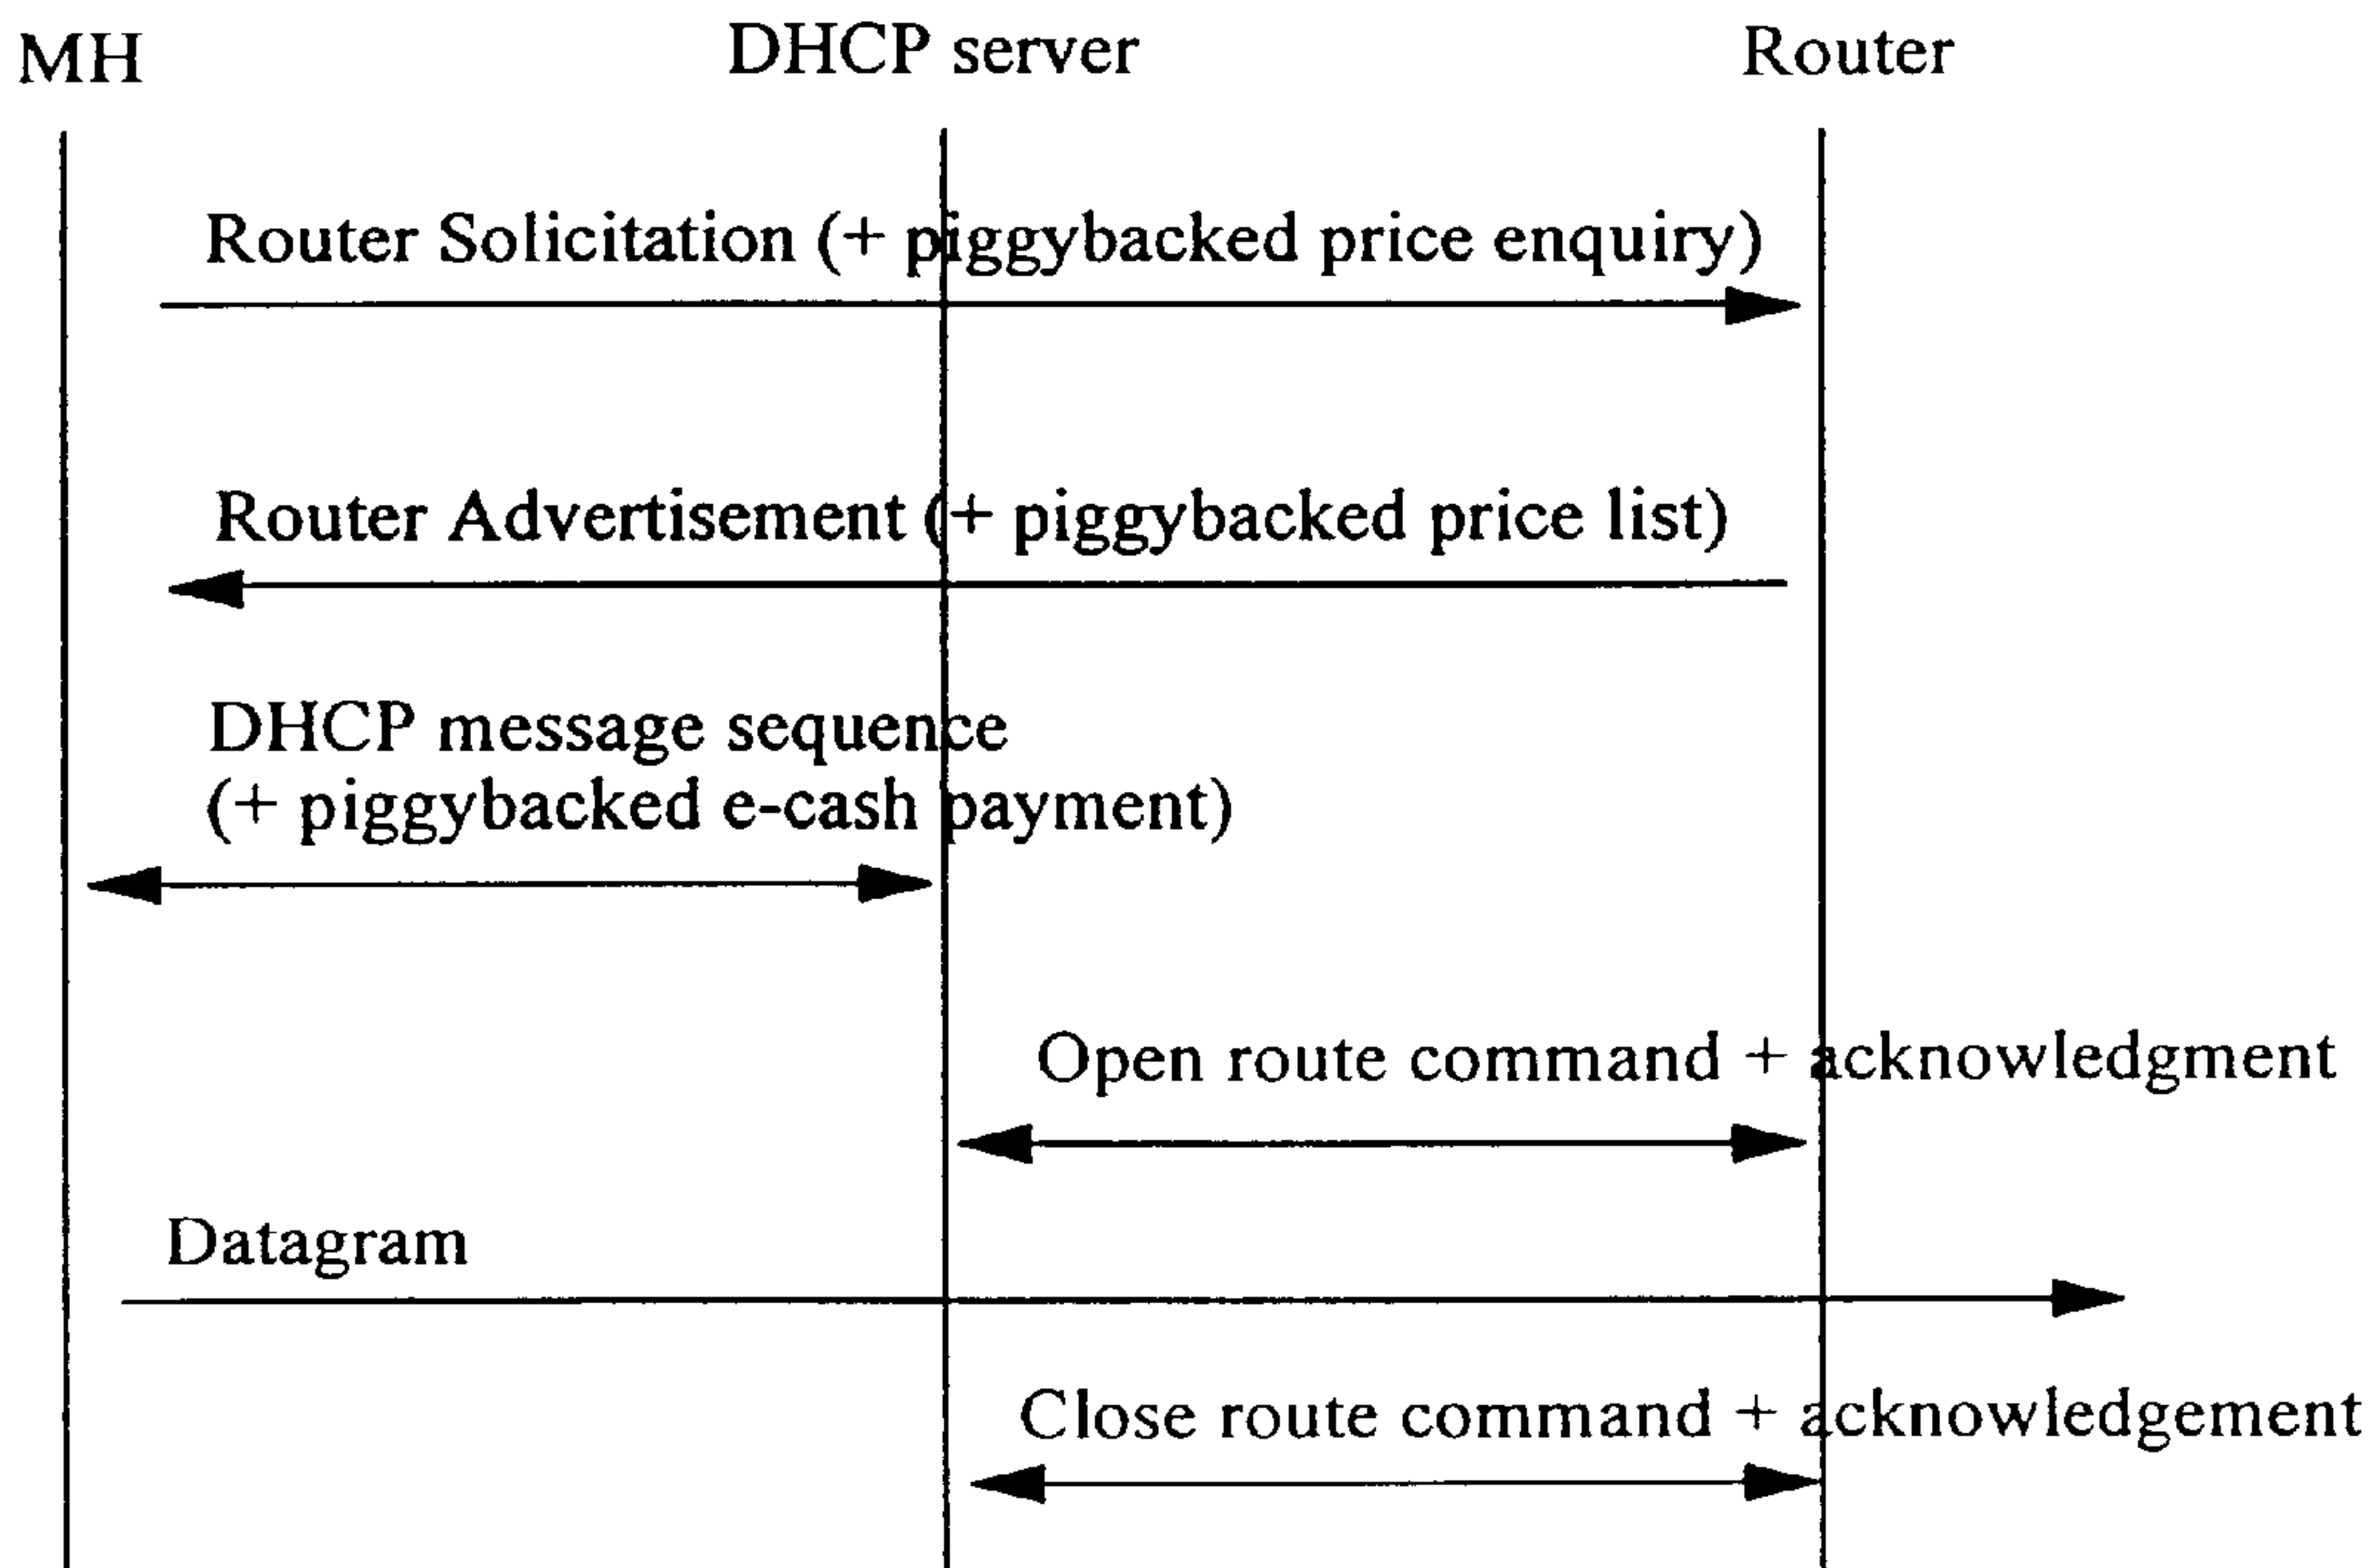 MH
DHCP server
Router
Router Solicitation (+ piggybacked price enquiry)
Router Advertisement (+ piggybacked price list)
DHCP message sequence
(+ piggybacked e-cash payment)
Open route command + acknowledgment
Datagram
Close route command + acknowledgement